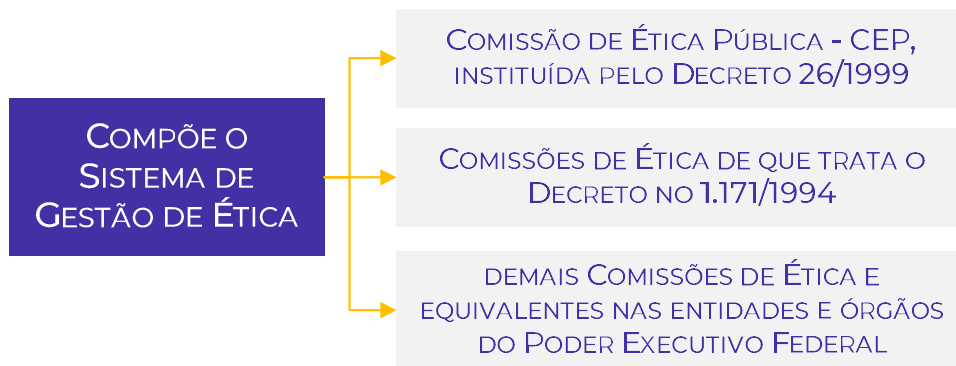 Compõe o
Sistema de
Gestão de Ética
Comissão de Ética Pública - CEP,
instituída pelo Decreto 26/1999
Comissões de Ética de que trata o
Decreto no 1.171/1994
demais Comissões de Ética e
equivalentes nas entidades e órgãos
do Poder Executivo Federal